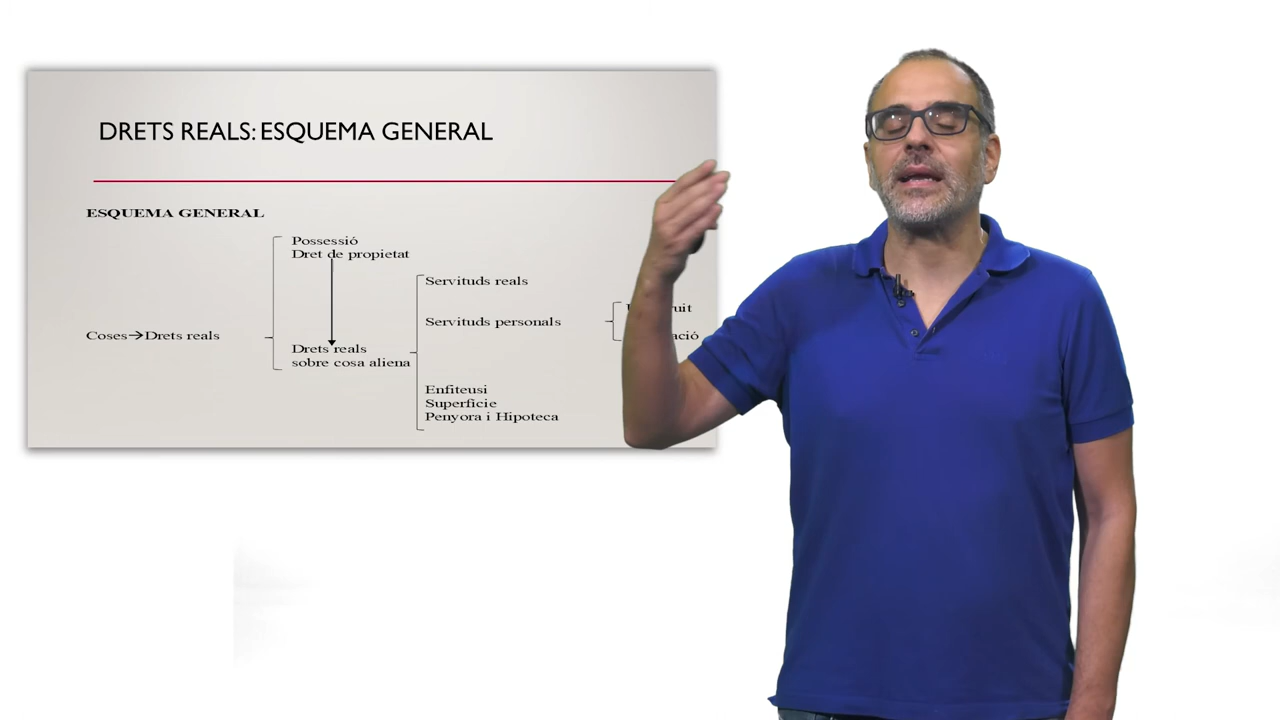 DRETS REALS: ESQUEMA GENERAL
ESQUEMA GENERAL
Possessió
Dret de propietat
Servituds reals
Servituds personals
Coses→Drets reals
Drets reals
sobre cosa aliena
Enfiteusi
Superfície
Penyora i Hipoteca